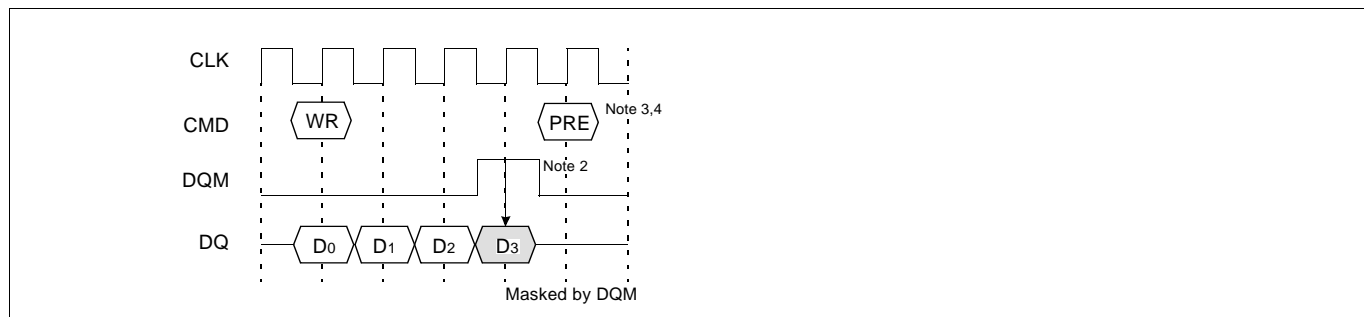 CLK
CMD WR PRE Note 3,4
DQM Note 2
DQ D0 D1 D2 D3
Masked by DQM